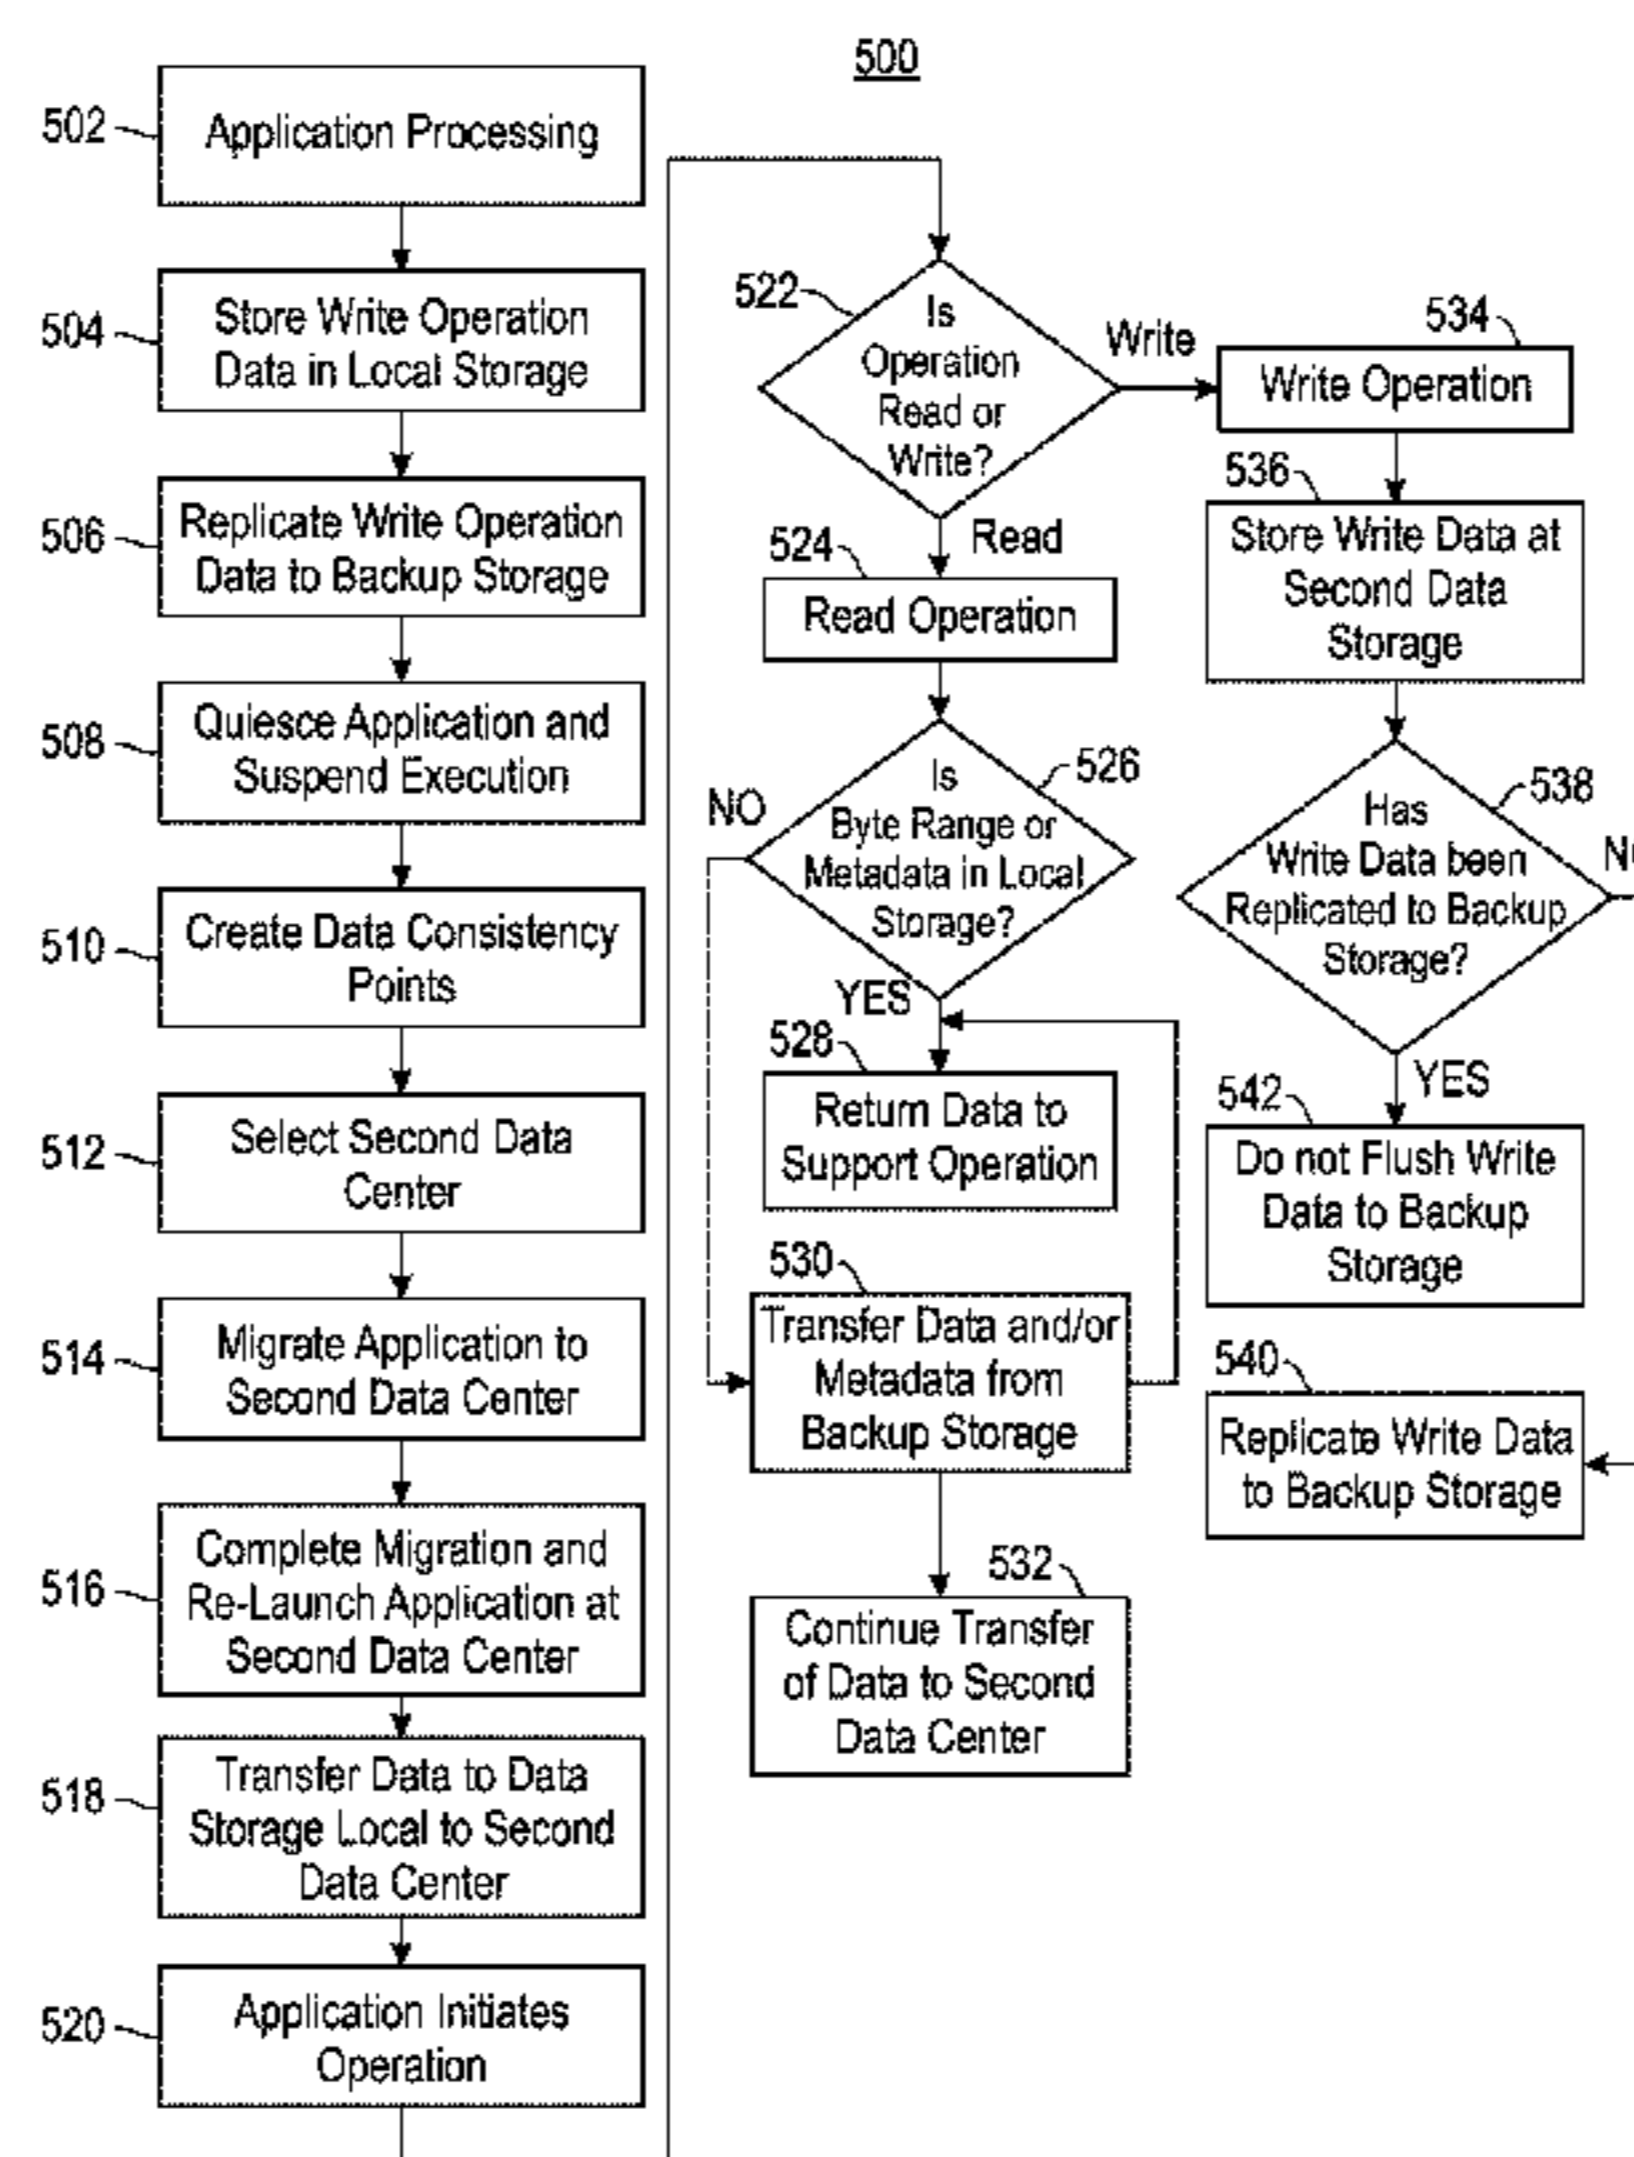 500
502
Application Processing
504
Store Write Operation
Data in Local Storage
506
Replicate Write Operation
Data to Backup Storage
508
Quiesce Application and
Suspend Execution
510
Create Data Consistency
Points
512
Select Second Data
Center
514
Migrate Application to
Second Data Center
516
Complete Migration and
Re-Launch Application at
Second Data Center
518
Transfer Data to Data
Storage Local to Second
Data Center
520
Application Initiates
Operation
522
Is
Operation
Read or
Write?
Write
Read
524
Read Operation
526
Is
Byte Range or
Metadata in Local
Storage?
NO
YES
528
Return Data to
Support Operation
530
Transfer Data and/or
Metadata from
Backup Storage
532
Continue Transfer
of Data to Second
Data Center
534
Write Operation
536
Store Write Data at
Second Data
Storage
538
Has
Write Data been
Replicated to Backup
Storage?
YES
542
Do not Flush Write
Data to Backup
Storage
540
Replicate Write Data
to Backup Storage